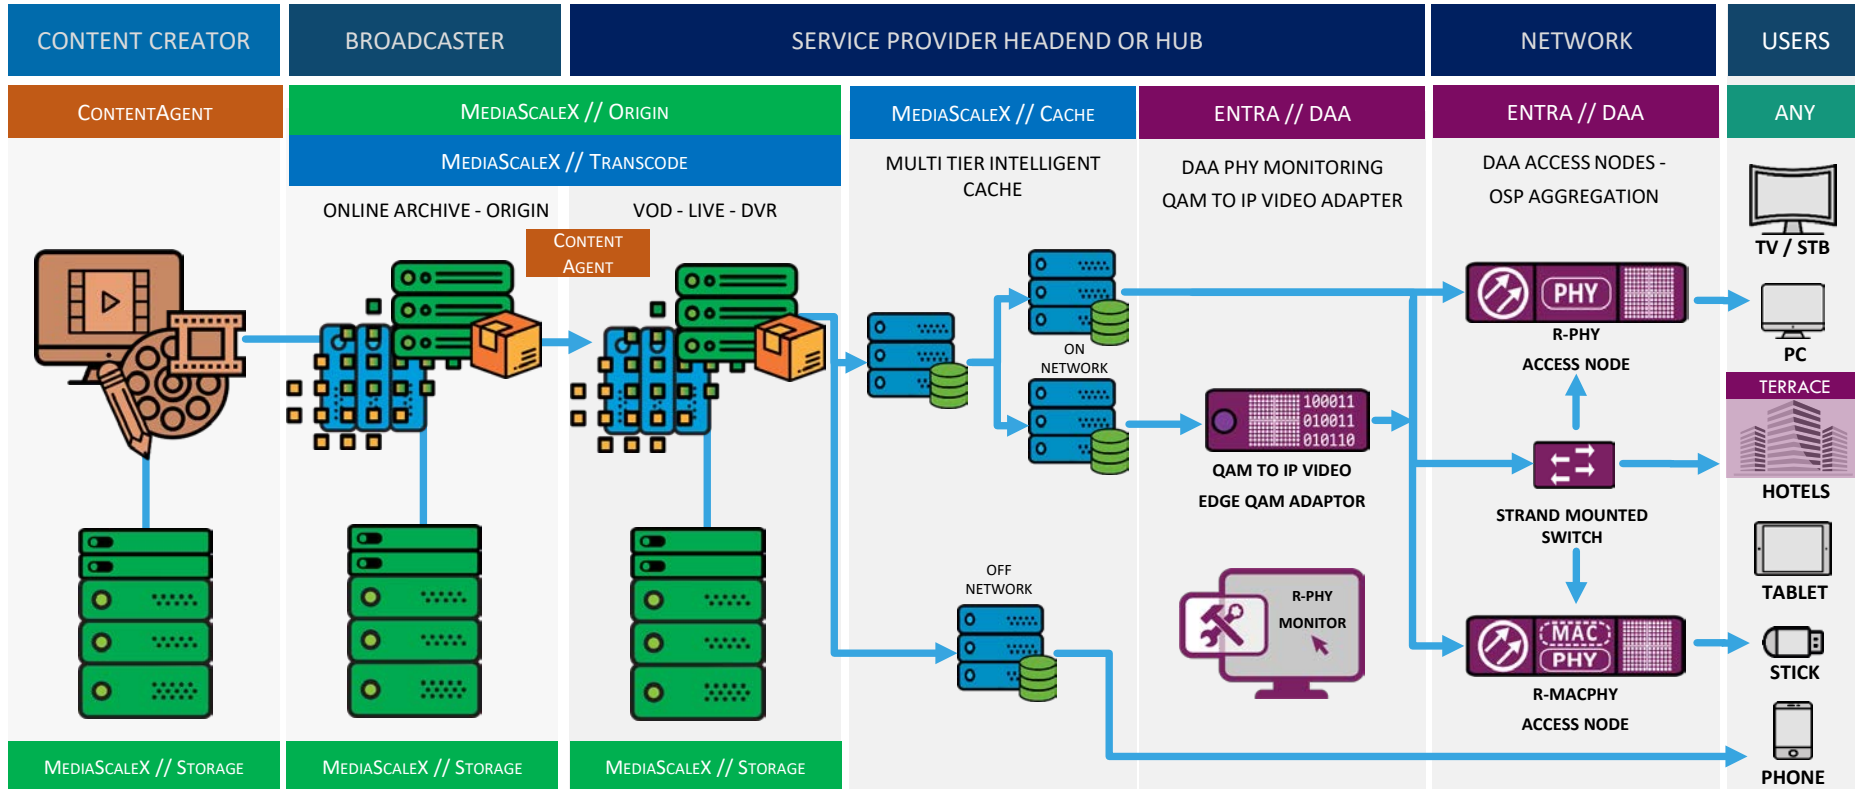 CONTENT CREATOR
BROADCASTER
SERVICE PROVIDER HEADEND OR HUB
NETWORK
USERS
CONTENTAGENT
MEDIASCALEX // ORIGIN
MEDIASCALEX // TRANSCODE
MEDIASCALEX // CACHE
ENTRA // DAA
ENTRA // DAA
ANY
ONLINE ARCHIVE - ORIGIN
VOD - LIVE - DVR
CONTENT
AGENT
MULTI TIER INTELLIGENT
CACHE
DAA PHY MONITORING
QAM TO IP VIDEO ADAPTER
DAA ACCESS NODES -
OSP AGGREGATION
ON
NETWORK
OFF
NETWORK
100011
010011
010110
QAM TO IP VIDEO
EDGE QAM ADAPTOR
R-PHY
MONITOR
PHY
R-PHY
ACCESS NODE
STRAND MOUNTED
SWITCH
MAC
PHY
R-MACPHY
ACCESS NODE
TV / STB
PC
TERRACE
HOTELS
TABLET
STICK
PHONE
MEDIASCALEX // STORAGE
MEDIASCALEX // STORAGE
MEDIASCALEX // STORAGE